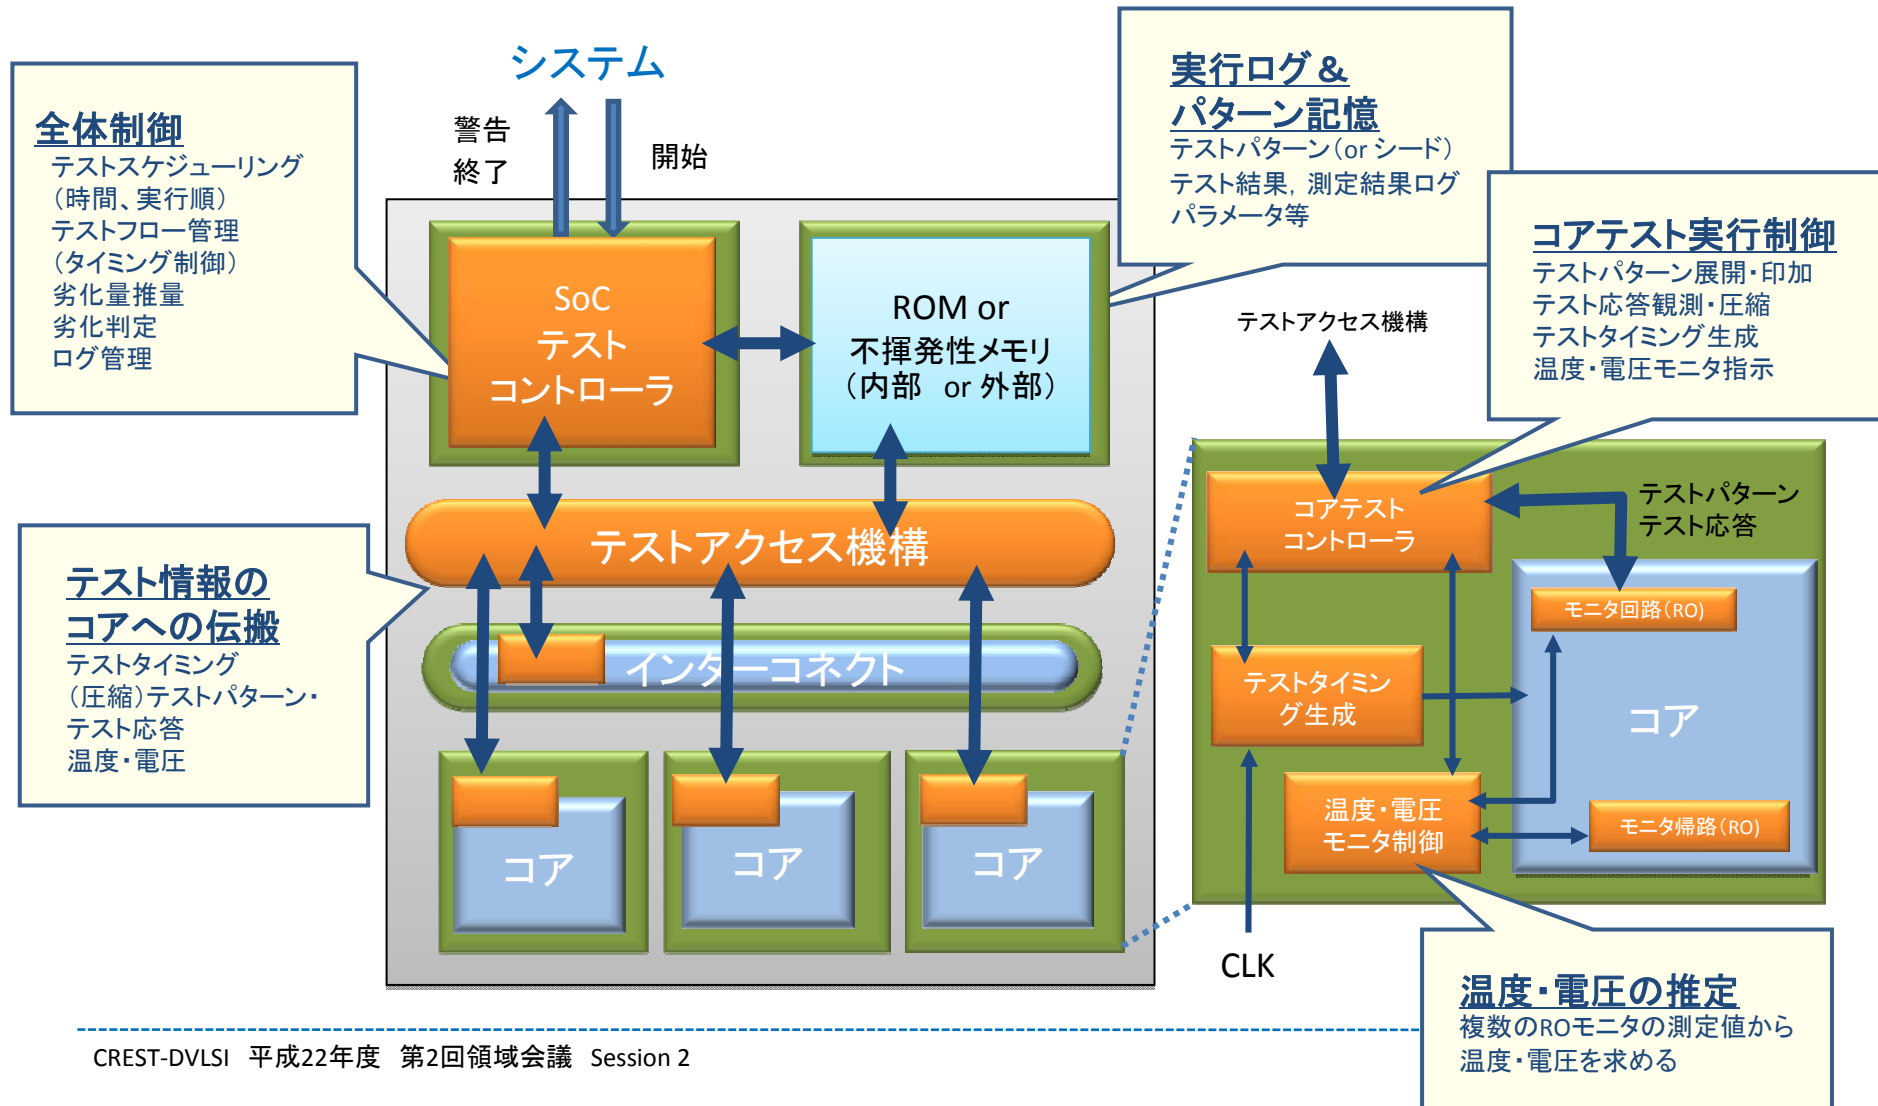 システム
警告
終了
開始
全体制御
テストスケジューリング
（時間、実行順）
テストフロー管理
（タイミング制御）
劣化量推量
劣化判定
ログ管理
実行ログ＆
パターン記憶
テストパターン（or シード）
テスト結果，測定結果ログ
パラメータ等
コアテスト実行制御
テストパターン展開・印加
テスト応答観測・圧縮
テストタイミング生成
温度・電圧モニタ指示
SoC
テスト
コントローラ
ROM or
不揮発性メモリ
（内部　or 外部）
テストアクセス機構
テストアクセス機構
インターコネクト
コア
コア
コア
テスト情報の
コアへの伝搬
テストタイミング
（圧縮）テストパターン・
テスト応答
温度・電圧
コアテスト
コントローラ
テストパターン
テスト応答
モニタ回路（RO）
テストタイミン
グ生成
コア
温度・電圧
モニタ制御
モニタ帰路（RO）
CLK
温度・電圧の推定
複数のROモニタの測定値から
温度・電圧を求める
CREST-DVLSI　平成22年度　第2回領域会議　Session 2